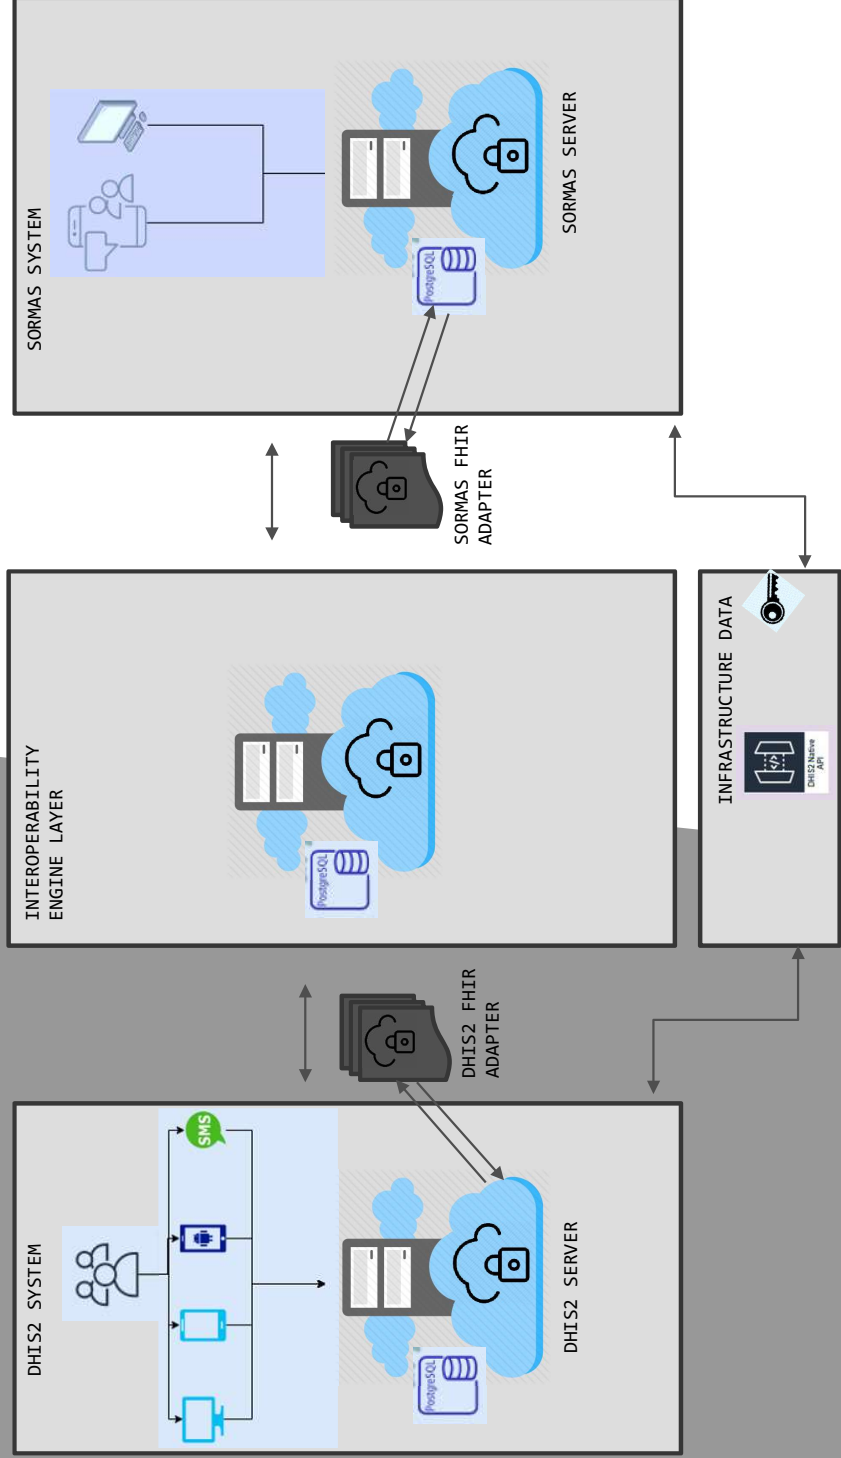 DHIS2 SYSTEM
SMS
PostgreSQL
DHIS2 SERVER
DHIS2 FHIR
ADAPTER
INTEROPERABILITY
ENGINE LAYER
PostgreSQL
INFRASTRUCTURE DATA
DHIS2 Native
API
SORMAS FHIR
ADAPTER
SORMAS SYSTEM
PostgreSQL
SORMAS SERVER